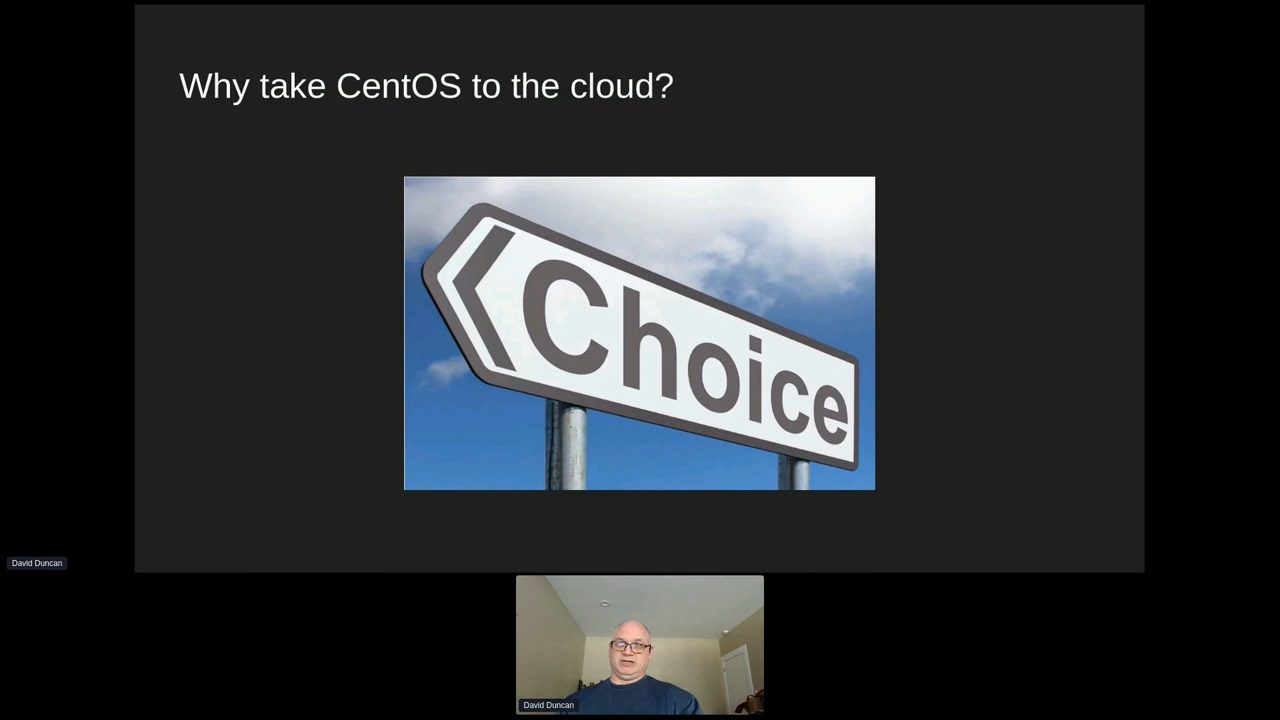 Why take CentOS to the cloud?
Choice
David Duncan
David Duncan